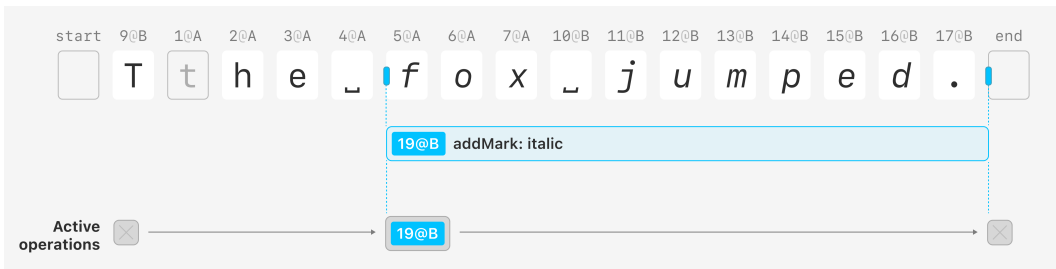 start 9@B 1@A 2@A 3@A 4@A 5@A 6@A 7@A 10@B 11@B 12@B 13@B 14@B 15@B 16@B 17@B end
T t h e ␣ f o x ␣ j u m p e d .
19@B addMark: italic
Active
operations
19@B